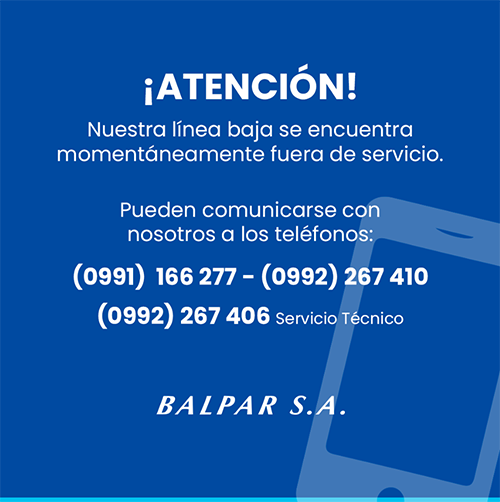 ¡ATENCIÓN!
Nuestra línea baja se encuentra
momentáneamente fuera de servicio.
Pueden comunicarse con
nosotros a los teléfonos:
(0991) 166 277 - (0992) 267 410
(0992) 267 406 Servicio Técnico
BALPAR S.A.